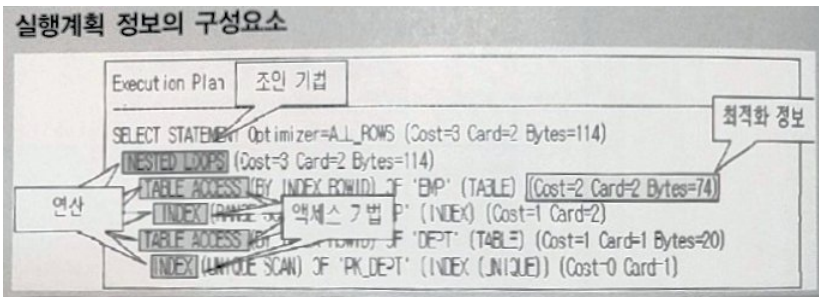 실행계획 정보의 구성요소
Execution Plan
조인 기법
최적화 정보
SELECT STATEMENT Optimizer=ALL_ROWS (Cost=3 Card=2 Bytes=114)
NESTED LOOPS (Cost=3 Card=2 Bytes=114)
TABLE ACCESS (BY INDEX ROWID) OF 'EMP' (TABLE) (Cost=2 Card=2 Bytes=74)
연산
INDEX (RANGE P' (INDEX) (Cost=1 Card=2)
액세스 기법
TABLE ACCESS (BY ROWID) OF 'DEPT' (TABLE) (Cost=1 Card=1 Bytes=20)
INDEX (UNIQUE SCAN) OF 'PK_DEPT' (INDEX (UNIQUE)) (Cost=0 Card=1)